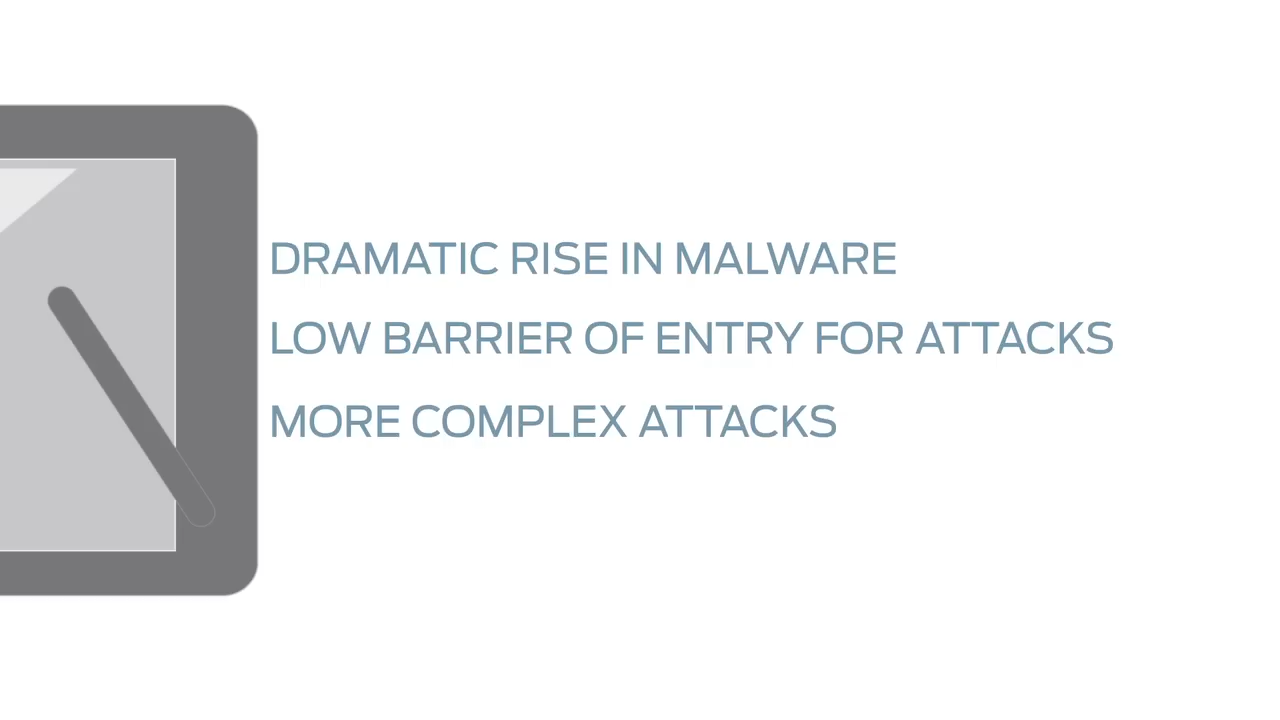 DRAMATIC RISE IN MALWARE
LOW BARRIER OF ENTRY FOR ATTACKS
MORE COMPLEX ATTACKS